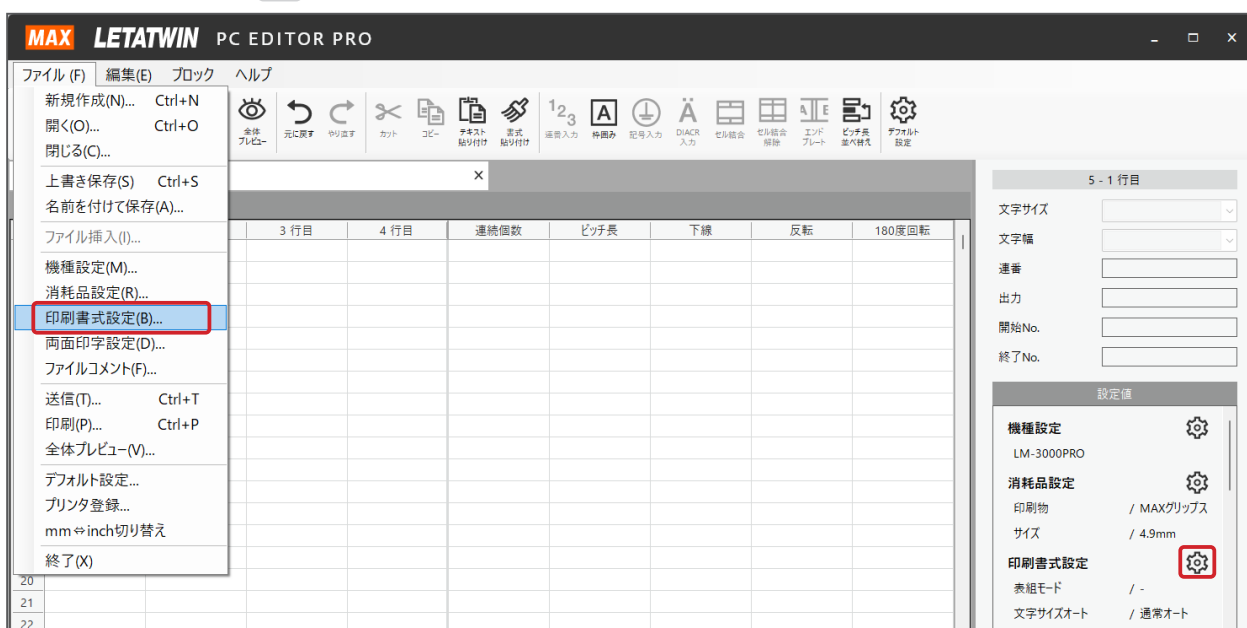 MAX LETATWIN PC EDITOR PRO
ファイル (F) 編集(E) ブロック ヘルプ
新規作成(N)... Ctrl+N
開く(O)... Ctrl+O
閉じる(C)...
上書き保存(S) Ctrl+S
名前を付けて保存(A)...
ファイル挿入(I)...
機種設定(M)...
消耗品設定(R)...
印刷書式設定(B)...
両面印字設定(D)...
ファイルコメント(F)...
送信(T)... Ctrl+T
印刷(P)... Ctrl+P
全体プレビュー(V)...
デフォルト設定...
プリンタ登録...
mm⇔inch切り替え
終了(X)
全体プレビュー
元に戻す
やり直す
カット
コピー
テキスト貼り付け
書式貼り付け
連番入力
枠囲み
記号入力
DIACR入力
セル結合
セル結合解除
エンドプレート
ピッチ長並べ替え
デフォルト設定
3 行目 4 行目 連続個数 ピッチ長 下線 反転 180度回転
20
21
22
5 - 1 行目
文字サイズ
文字幅
連番
出力
開始No.
終了No.
設定値
機種設定
LM-3000PRO
消耗品設定
印刷物 / MAXグリップス
サイズ / 4.9mm
印刷書式設定
表組モード / -
文字サイズオート / 通常オート